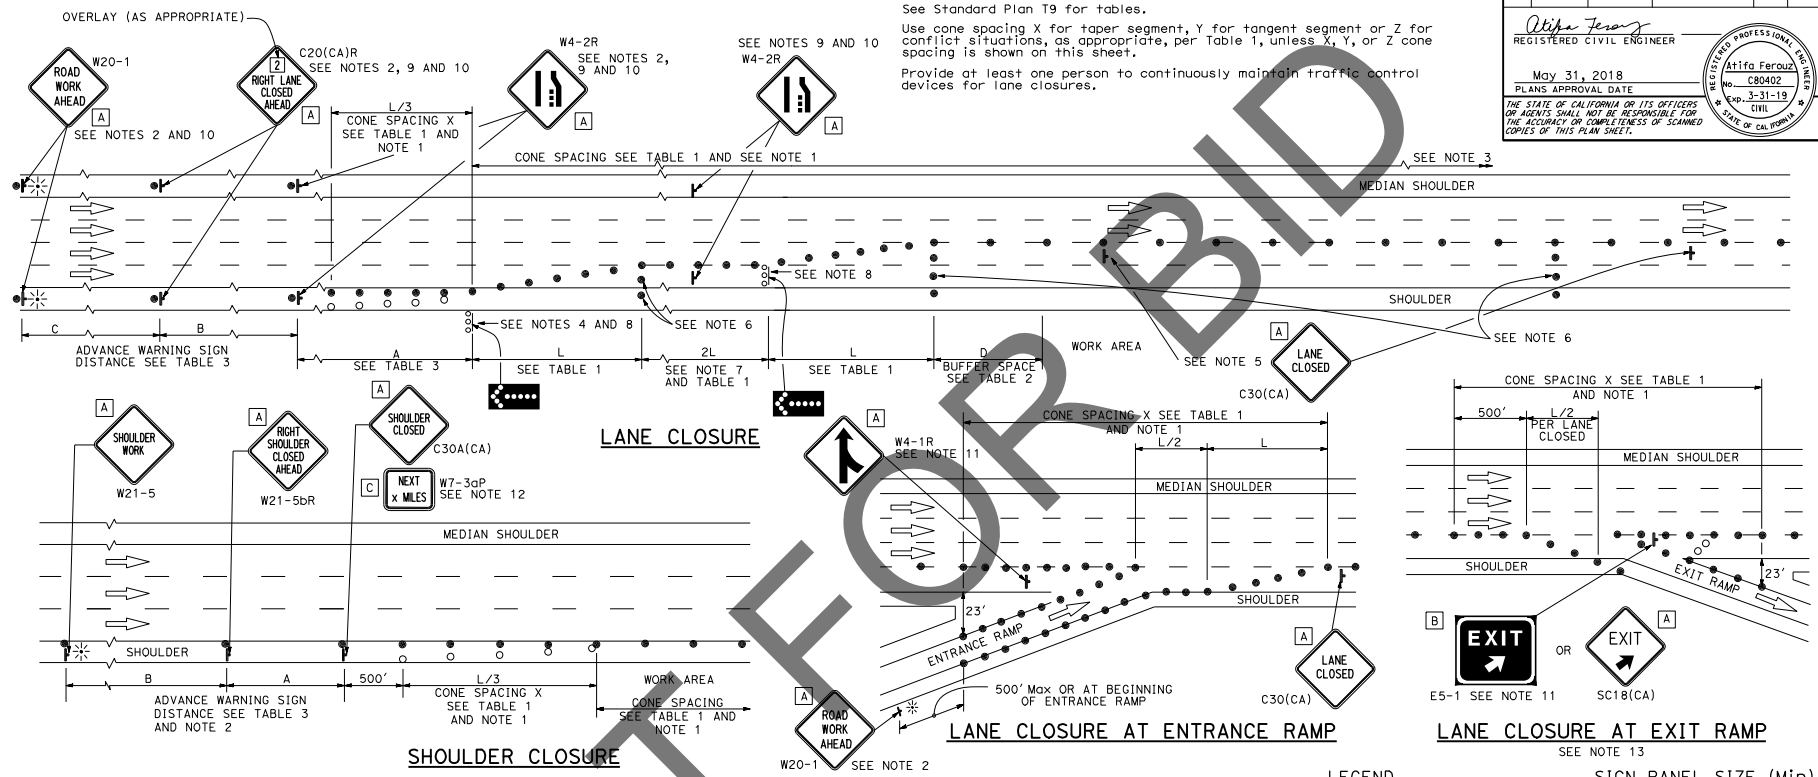 See Standard Plan T9 for tables.
Use cone spacing X for taper segment, Y for tangent segment or Z for
conflict situations, as appropriate, per Table 1, unless X, Y, or Z cone
spacing is shown on this sheet.
Provide at least one person to continuously maintain traffic control
devices for lane closures.
REGISTERED CIVIL ENGINEER
May 31, 2018
PLANS APPROVAL DATE
THE STATE OF CALIFORNIA OR ITS OFFICERS
OR AGENTS SHALL NOT BE RESPONSIBLE FOR
THE ACCURACY OR COMPLETENESS OF SCANNED
COPIES OF THIS PLAN SHEET.
REGISTERED PROFESSIONAL ENGINEER
Atifa Ferouz
No. C80402
Exp. 3-31-19
CIVIL
STATE OF CALIFORNIA
OVERLAY (AS APPROPRIATE)
ROAD
WORK
AHEAD
W20-1
A
SEE NOTES 2 AND 10
2
RIGHT LANE
CLOSED
AHEAD
C20(CA)R
SEE NOTES 2, 9 AND 10
A
L/3
CONE SPACING X
SEE TABLE 1 AND
NOTE 1
W4-2R
SEE NOTES 2,
9 AND 10
A
SEE NOTES 9 AND 10
W4-2R
A
CONE SPACING SEE TABLE 1 AND SEE NOTE 1
SEE NOTE 3
MEDIAN SHOULDER
SEE NOTE 8
SHOULDER
SEE NOTES 4 AND 8
SEE NOTE 6
SEE NOTE 6
C
B
ADVANCE WARNING SIGN
DISTANCE SEE TABLE 3
A
SEE TABLE 3
L
SEE TABLE 1
2L
SEE NOTE 7
AND TABLE 1
L
SEE TABLE 1
D
BUFFER SPACE
SEE TABLE 2
WORK AREA
SEE NOTE 5
A
LANE
CLOSED
C30(CA)
LANE CLOSURE
A
SHOULDER
WORK
W21-5
A
RIGHT
SHOULDER
CLOSED
AHEAD
W21-5bR
A
SHOULDER
CLOSED
C30A(CA)
C
NEXT
x MILES
W7-3aP
SEE NOTE 12
MEDIAN SHOULDER
SHOULDER
B
A
500'
L/3
WORK AREA
ADVANCE WARNING SIGN
DISTANCE SEE TABLE 3
AND NOTE 2
CONE SPACING X
SEE TABLE 1
AND NOTE 1
CONE SPACING
SEE TABLE 1 AND
NOTE 1
SHOULDER CLOSURE
A
W4-1R
SEE NOTE 11
CONE SPACING X SEE TABLE 1
AND NOTE 1
L/2
L
MEDIAN SHOULDER
SHOULDER
23'
ENTRANCE RAMP
A
ROAD
WORK
AHEAD
W20-1
SEE NOTE 2
500' Max OR AT BEGINNING
OF ENTRANCE RAMP
A
LANE
CLOSED
C30(CA)
LANE CLOSURE AT ENTRANCE RAMP
CONE SPACING X SEE TABLE 1
AND NOTE 1
500'
L/2
PER LANE
CLOSED
MEDIAN SHOULDER
SHOULDER
EXIT RAMP
23'
B
EXIT
E5-1 SEE NOTE 11
OR
A
EXIT
SC18(CA)
LANE CLOSURE AT EXIT RAMP
SEE NOTE 13
LEGEND
SIGN PANEL SIZE (Min)
T FOR BID